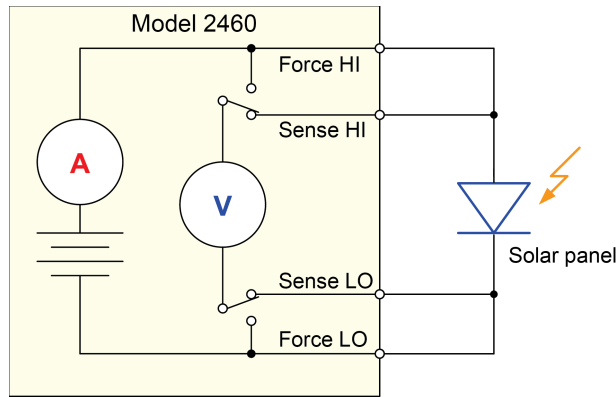 Model 2460
Force HI
Sense HI
A
V
Solar panel
Sense LO
Force LO